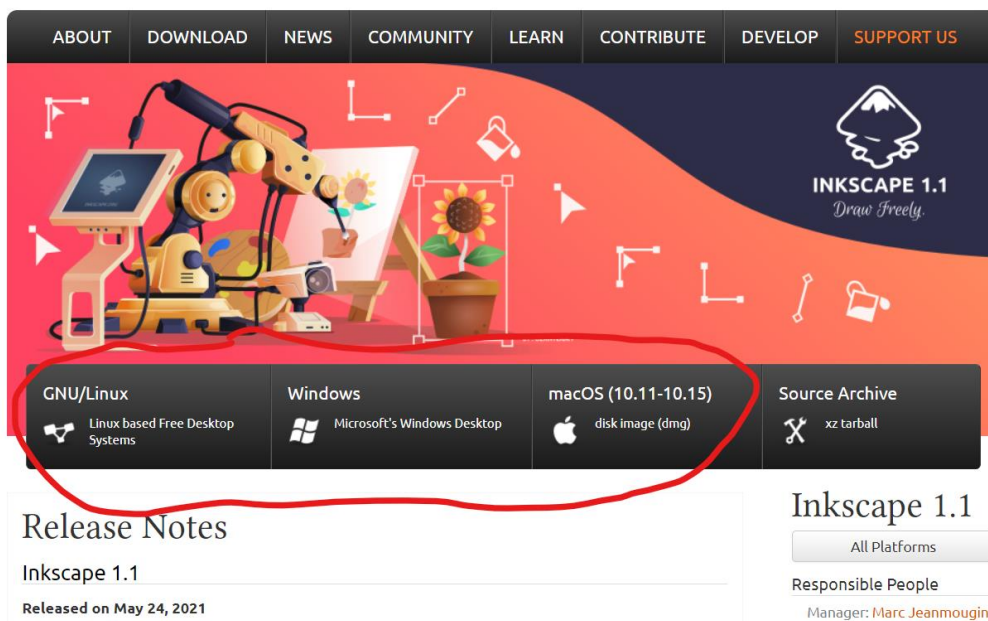 ABOUT DOWNLOAD NEWS COMMUNITY LEARN CONTRIBUTE DEVELOP SUPPORT US
INKSCAPE 1.1
Draw Freely.
GNU/Linux
Linux based Free Desktop
Systems
Windows
Microsoft's Windows Desktop
macOS (10.11-10.15)
disk image (dmg)
Source Archive
xz tarball
Release Notes
Inkscape 1.1
Released on May 24, 2021
Inkscape 1.1
All Platforms
Responsible People
Manager: Marc Jeanmougin